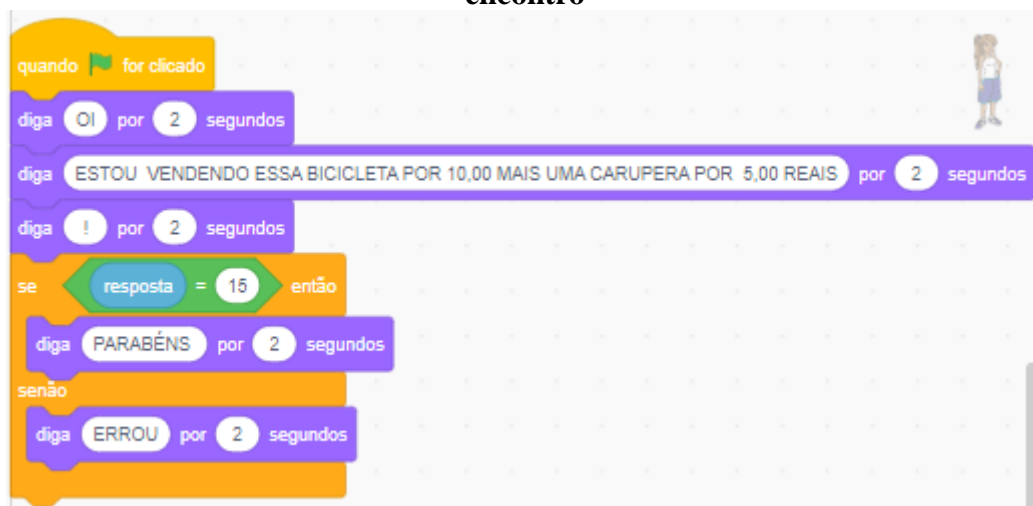 encontro
quando for clicado
diga OI por 2 segundos
diga ESTOU VENDENDO ESSA BICICLETA POR 10,00 MAIS UMA CARUPERA POR 5,00 REAIS por 2 segundos
diga ! por 2 segundos
se resposta = 15 então
diga PARABÉNS por 2 segundos
senão
diga ERROU por 2 segundos